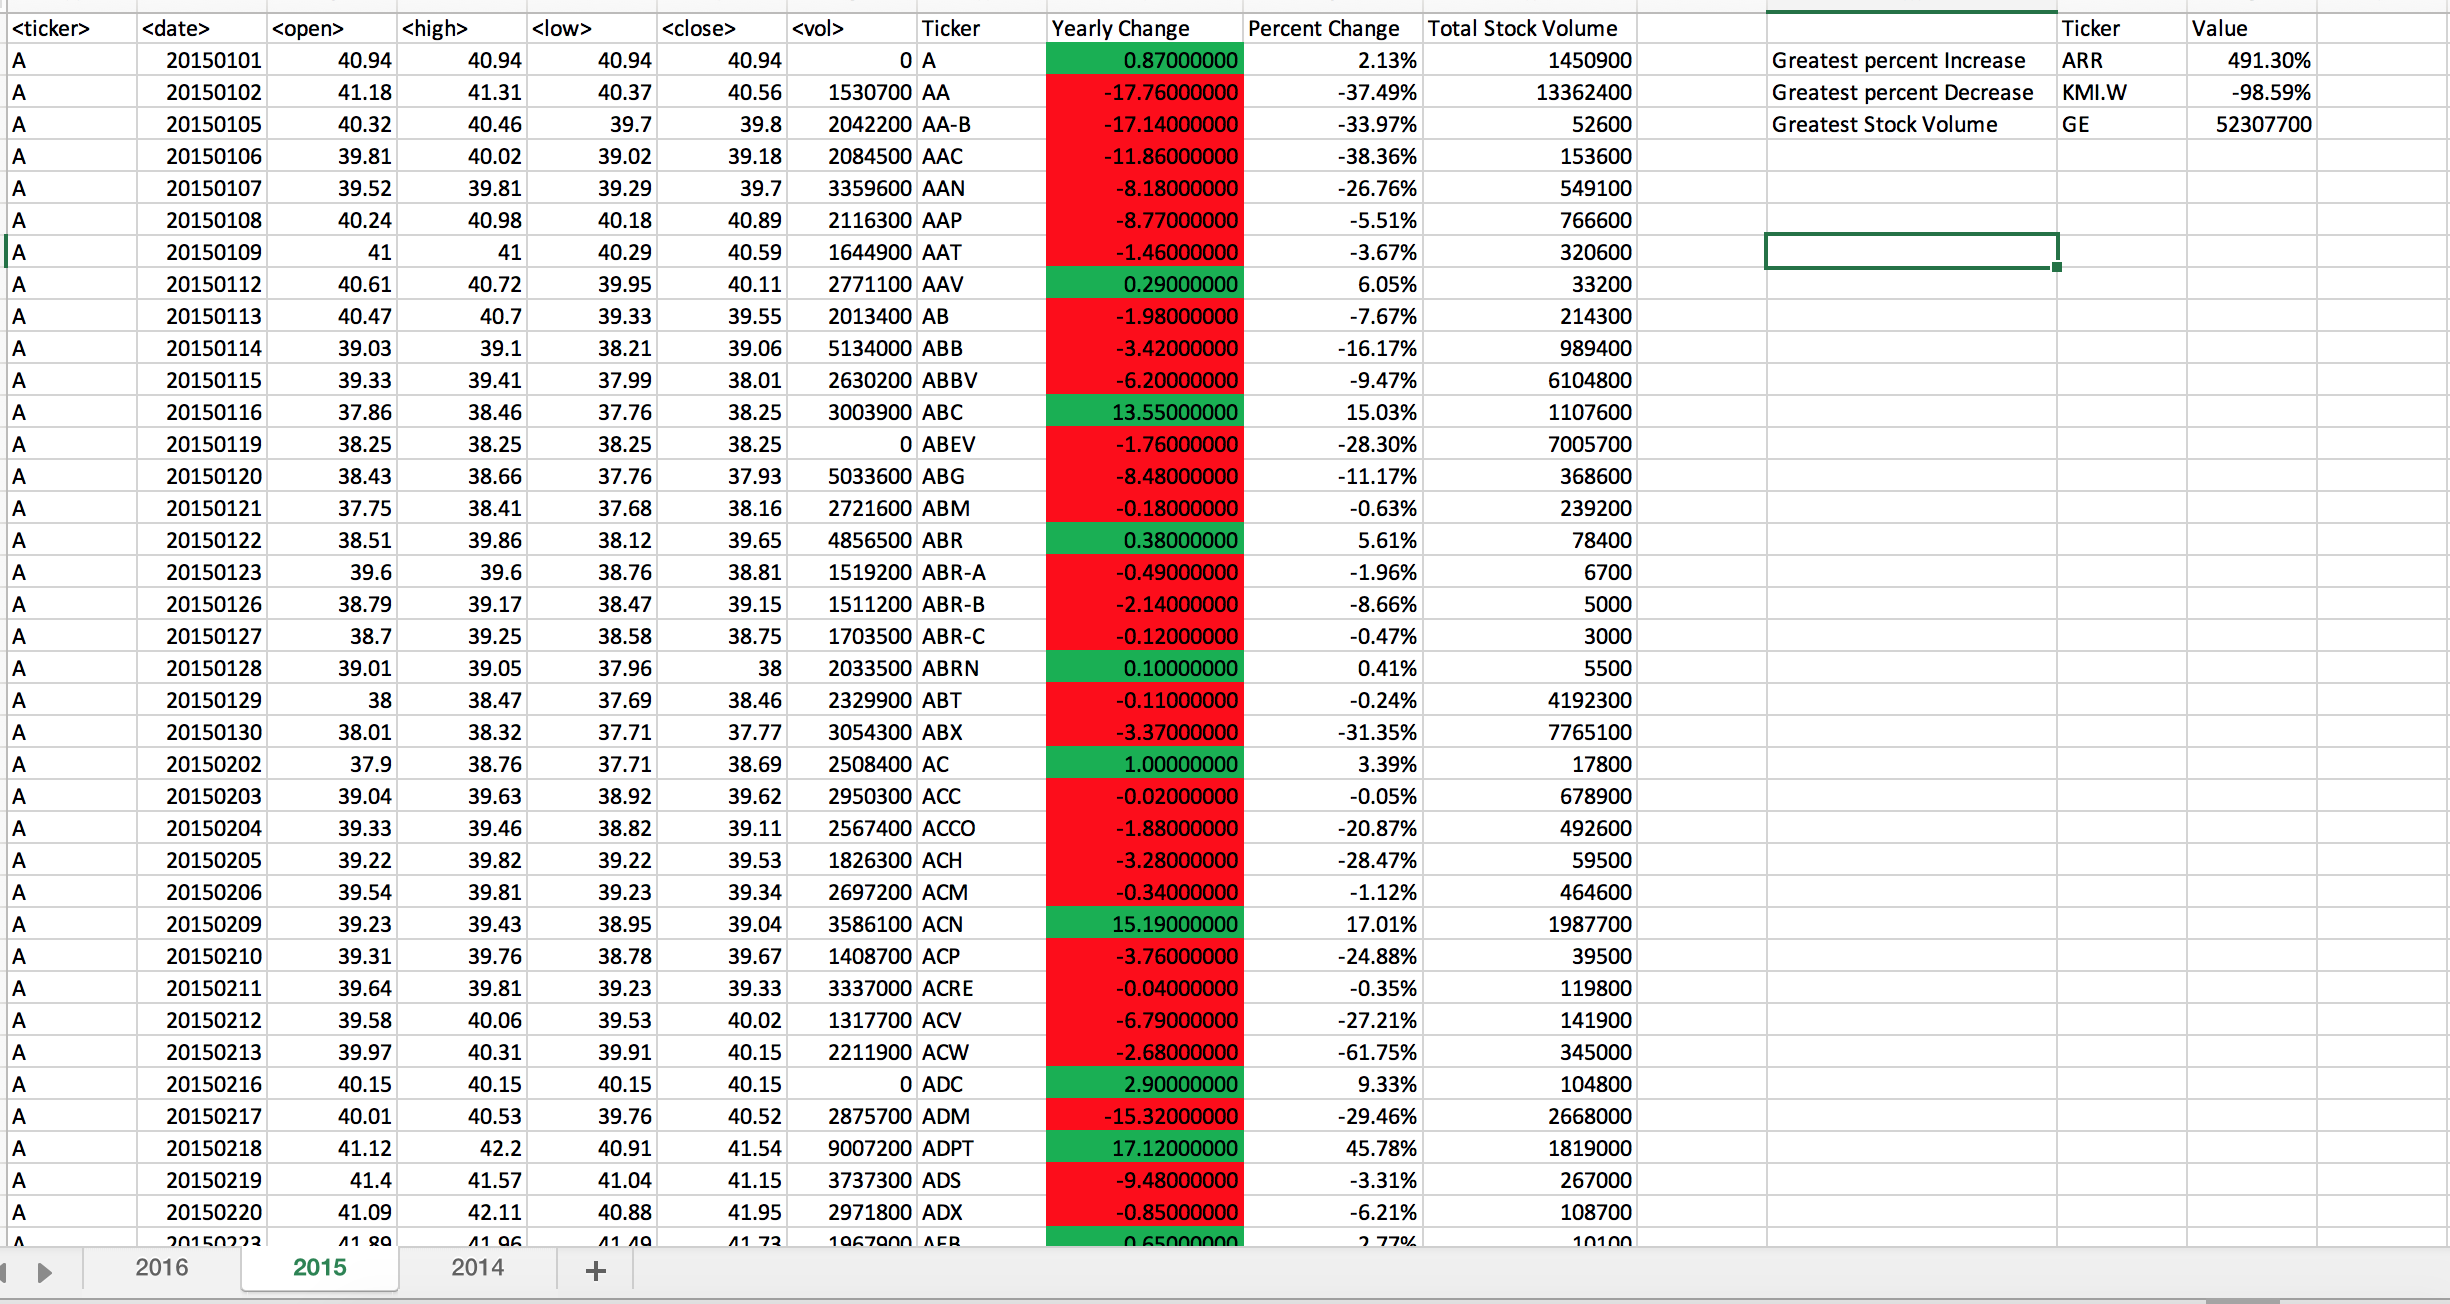 <ticker> <date> <open> <high> <low> <close> <vol> Ticker Yearly Change Percent Change Total Stock Volume Ticker Value
A 20150101 40.94 40.94 40.94 40.94 0 A 0.87000000 2.13% 1450900 Greatest percent Increase ARR 491.30%
A 20150102 41.18 41.31 40.37 40.56 1530700 AA -17.76000000 -37.49% 13362400 Greatest percent Decrease KMI.W -98.59%
A 20150105 40.32 40.46 39.7 39.8 2042200 AA-B -17.14000000 -33.97% 52600 Greatest Stock Volume GE 52307700
A 20150106 39.81 40.02 39.02 39.18 2084500 AAC -11.86000000 -38.36% 153600
A 20150107 39.52 39.81 39.29 39.7 3359600 AAN -8.18000000 -26.76% 549100
A 20150108 40.24 40.98 40.18 40.89 2116300 AAP -8.77000000 -5.51% 766600
A 20150109 41 41 40.29 40.59 1644900 AAT -1.46000000 -3.67% 320600
A 20150112 40.61 40.72 39.95 40.11 2771100 AAV 0.29000000 6.05% 33200
A 20150113 40.47 40.7 39.33 39.55 2013400 AB -1.98000000 -7.67% 214300
A 20150114 39.03 39.1 38.21 39.06 5134000 ABB -3.42000000 -16.17% 989400
A 20150115 39.33 39.41 37.99 38.01 2630200 ABBV -6.20000000 -9.47% 6104800
A 20150116 37.86 38.46 37.76 38.25 3003900 ABC 13.55000000 15.03% 1107600
A 20150119 38.25 38.25 38.25 38.25 0 ABEV -1.76000000 -28.30% 7005700
A 20150120 38.43 38.66 37.76 37.93 5033600 ABG -8.48000000 -11.17% 368600
A 20150121 37.75 38.41 37.68 38.16 2721600 ABM -0.18000000 -0.63% 239200
A 20150122 38.51 39.86 38.12 39.65 4856500 ABR 0.38000000 5.61% 78400
A 20150123 39.6 39.6 38.76 38.81 1519200 ABR-A -0.49000000 -1.96% 6700
A 20150126 38.79 39.17 38.47 39.15 1511200 ABR-B -2.14000000 -8.66% 5000
A 20150127 38.7 39.25 38.58 38.75 1703500 ABR-C -0.12000000 -0.47% 3000
A 20150128 39.01 39.05 37.96 38 2033500 ABRN 0.10000000 0.41% 5500
A 20150129 38 38.47 37.69 38.46 2329900 ABT -0.11000000 -0.24% 4192300
A 20150130 38.01 38.32 37.71 37.77 3054300 ABX -3.37000000 -31.35% 7765100
A 20150202 37.9 38.76 37.71 38.69 2508400 AC 1.00000000 3.39% 17800
A 20150203 39.04 39.63 38.92 39.62 2950300 ACC -0.02000000 -0.05% 678900
A 20150204 39.33 39.46 38.82 39.11 2567400 ACCO -1.88000000 -20.87% 492600
A 20150205 39.22 39.82 39.22 39.53 1826300 ACH -3.28000000 -28.47% 59500
A 20150206 39.54 39.81 39.23 39.34 2697200 ACM -0.34000000 -1.12% 464600
A 20150209 39.23 39.43 38.95 39.04 3586100 ACN 15.19000000 17.01% 1987700
A 20150210 39.31 39.76 38.78 39.67 1408700 ACP -3.76000000 -24.88% 39500
A 20150211 39.64 39.81 39.23 39.33 3337000 ACRE -0.04000000 -0.35% 119800
A 20150212 39.58 40.06 39.53 40.02 1317700 ACV -6.79000000 -27.21% 141900
A 20150213 39.97 40.31 39.91 40.15 2211900 ACW -2.68000000 -61.75% 345000
A 20150216 40.15 40.15 40.15 40.15 0 ADC 2.90000000 9.33% 104800
A 20150217 40.01 40.53 39.76 40.52 2875700 ADM -15.32000000 -29.46% 2668000
A 20150218 41.12 42.2 40.91 41.54 9007200 ADPT 17.12000000 45.78% 1819000
A 20150219 41.4 41.57 41.04 41.15 3737300 ADS -9.48000000 -3.31% 267000
A 20150220 41.09 42.11 40.88 41.95 2971800 ADX -0.85000000 -6.21% 108700
A 20150223 41.89 41.96 41.49 41.73 1967900 AEB 0.65000000 2.77% 10100
2016 2015 2014 +